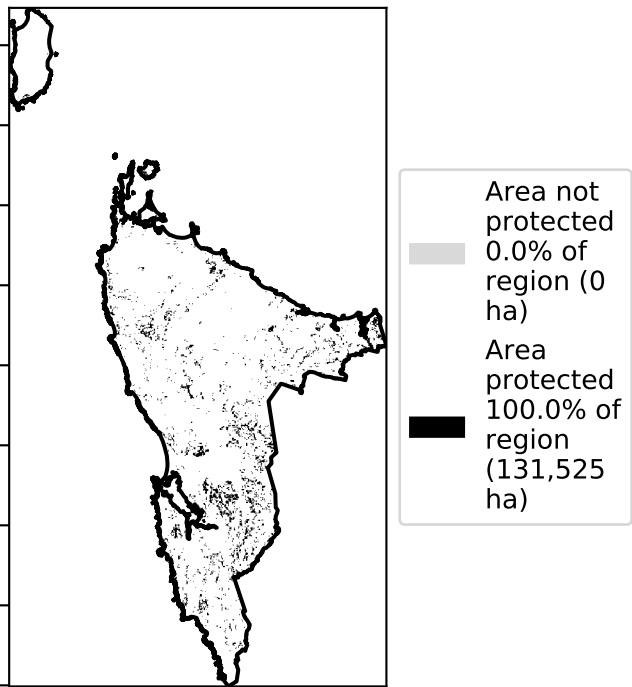 Area not
protected
0.0% of
region (0
ha)
Area
protected
100.0% of
region
(131,525
ha)